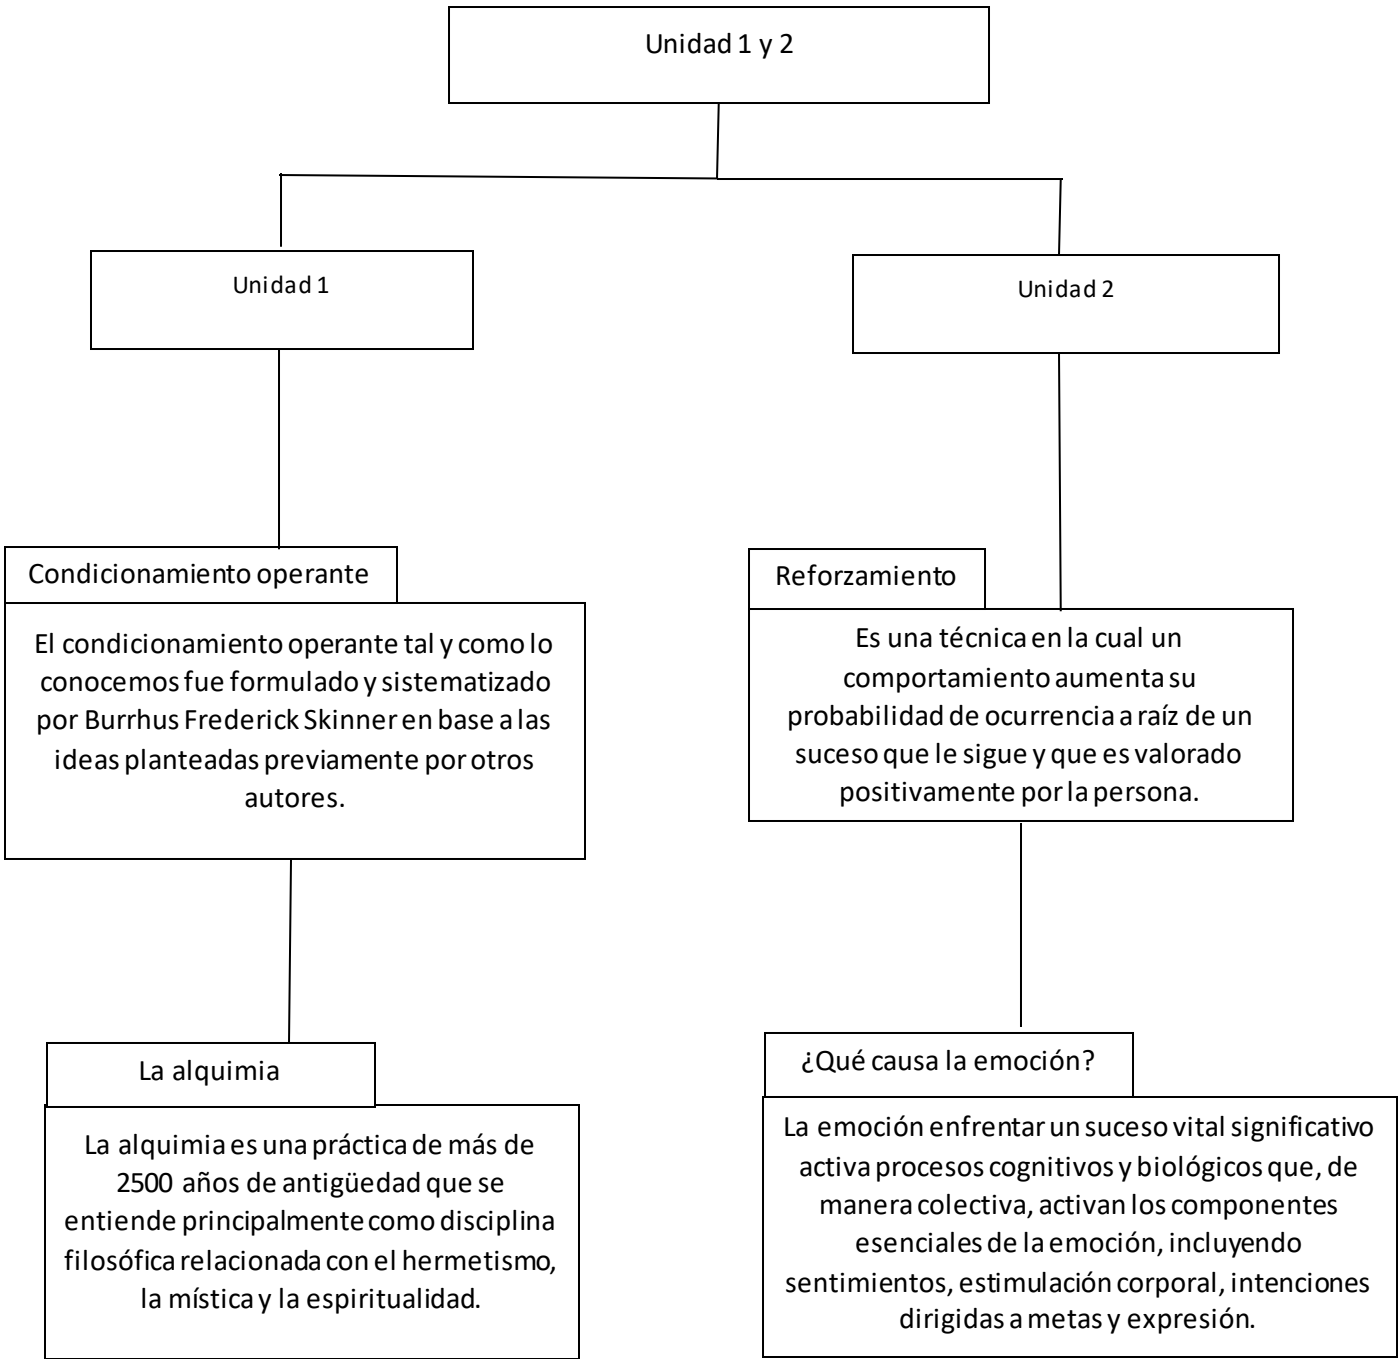 Unidad 1 y 2
Unidad 1
Unidad 2
Condicionamiento operante
El condicionamiento operante tal y como lo
conocemos fue formulado y sistematizado
por Burrhus Frederick Skinner en base a las
ideas planteadas previamente por otros
autores.
Reforzamiento
Es una técnica en la cual un
comportamiento aumenta su
probabilidad de ocurrencia a raíz de un
suceso que le sigue y que es valorado
positivamente por la persona.
La alquimia
La alquimia es una práctica de más de
2500 años de antigüedad que se
entiende principalmente como disciplina
filosófica relacionada con el hermetismo,
la mística y la espiritualidad.
¿Qué causa la emoción?
La emoción enfrentar un suceso vital significativo
activa procesos cognitivos y biológicos que, de
manera colectiva, activan los componentes
esenciales de la emoción, incluyendo
sentimientos, estimulación corporal, intenciones
dirigidas a metas y expresión.